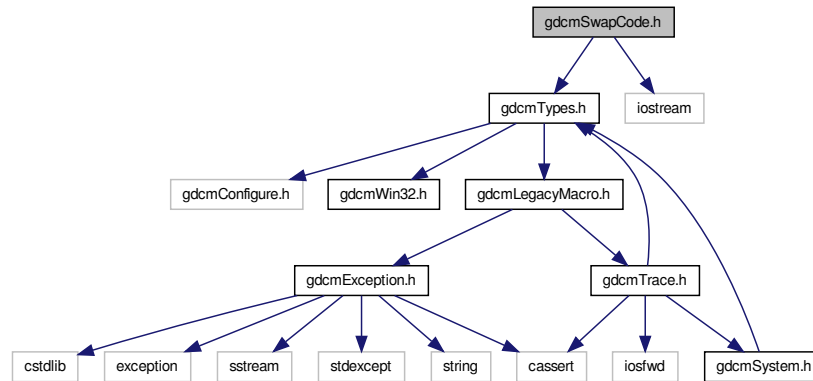 gdcmSwapCode.h
gdcmTypes.h
iostream
gdcmConfigure.h
gdcmWin32.h
gdcmLegacyMacro.h
gdcmException.h
gdcmTrace.h
cstdlib
exception
sstream
stdexcept
string
cassert
iosfwd
gdcmSystem.h